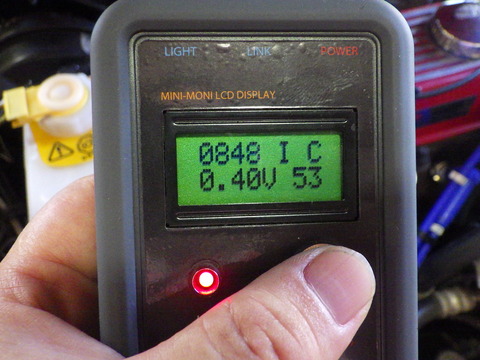 LIGHT LINK POWER
MINI-MONI LCD DISPLAY
0848 I C
0.40V 53